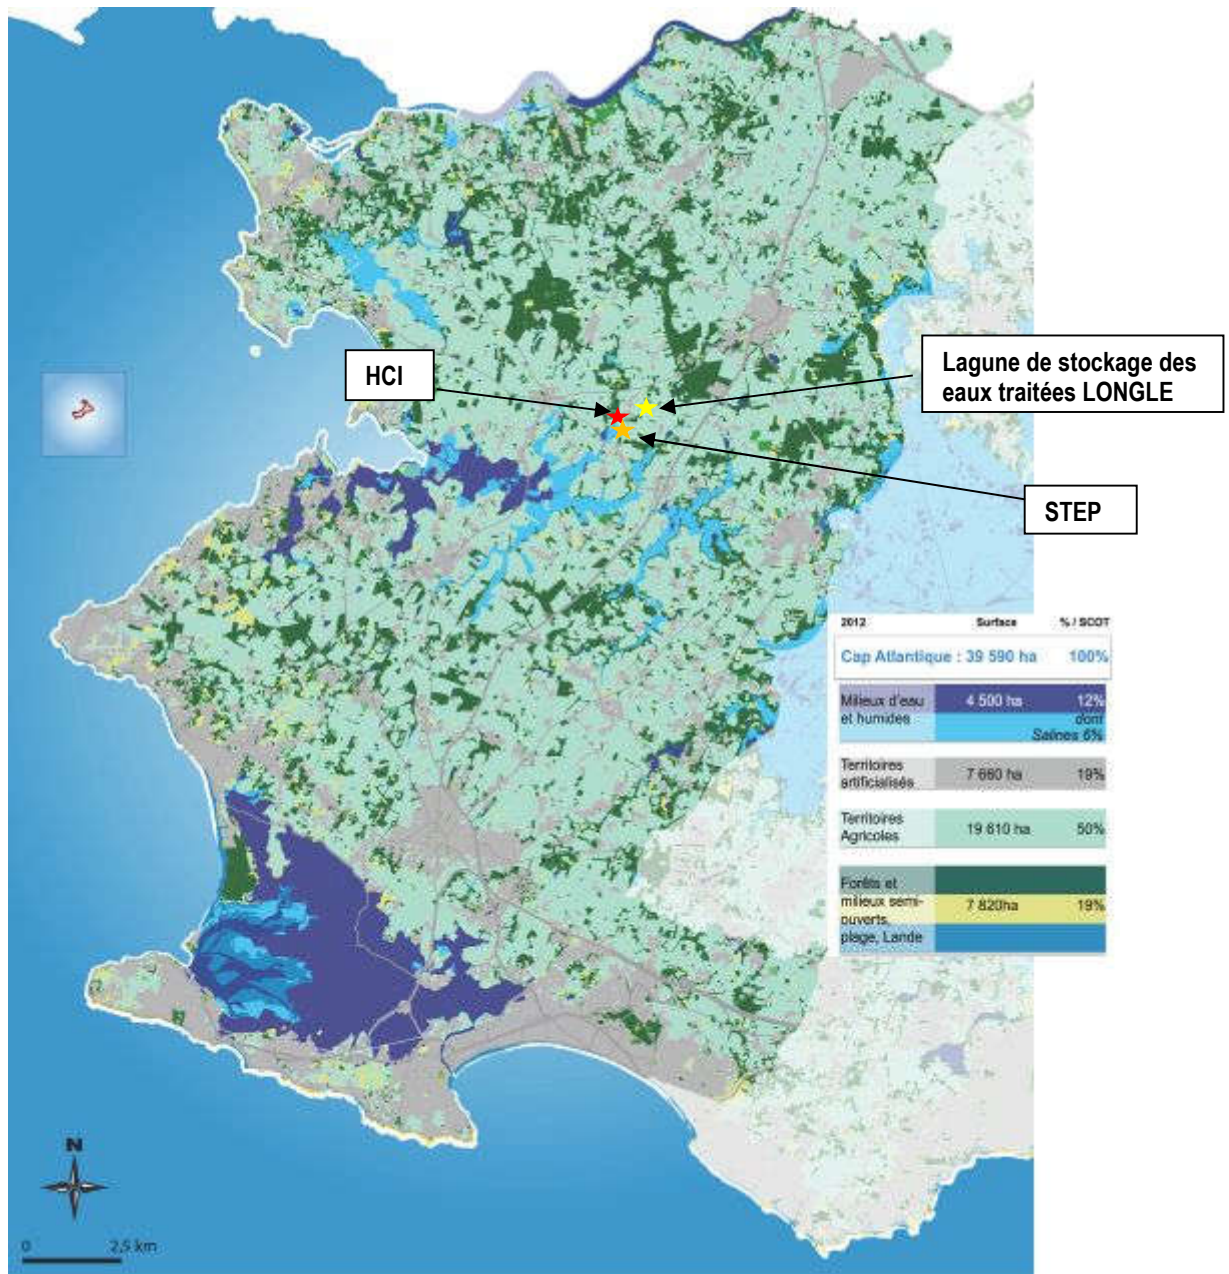 HCl
Lagune de stockage des
eaux traitées LONGLE
STEP
2012 Surface % / SCOT
Cap Atlantique : 39 590 ha 100%
Milieux d'eau
et humides
4 500 ha 12%
dont
Salines 6%
Territoires
artificialisés
7 660 ha 19%
Territoires
Agricoles
19 610 ha 50%
Forêts et
milieux semi-
ouverts,
plage, Lande
7 820ha 19%
N
0 2,5 km